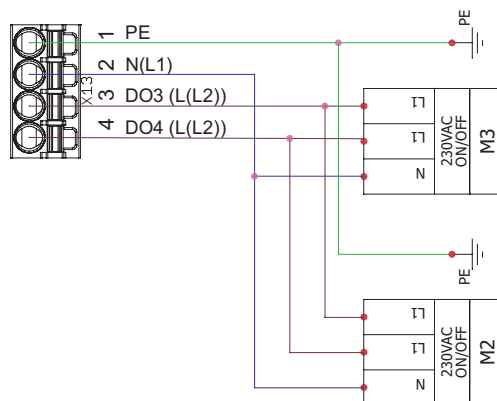 1 PE
2 N(L1)
3 DO3 (L(L2))
4 DO4 (L(L2))
X13
PE
L1
L1
N
230VAC
ON/OFF
M3
PE
L1
L1
N
230VAC
ON/OFF
M2